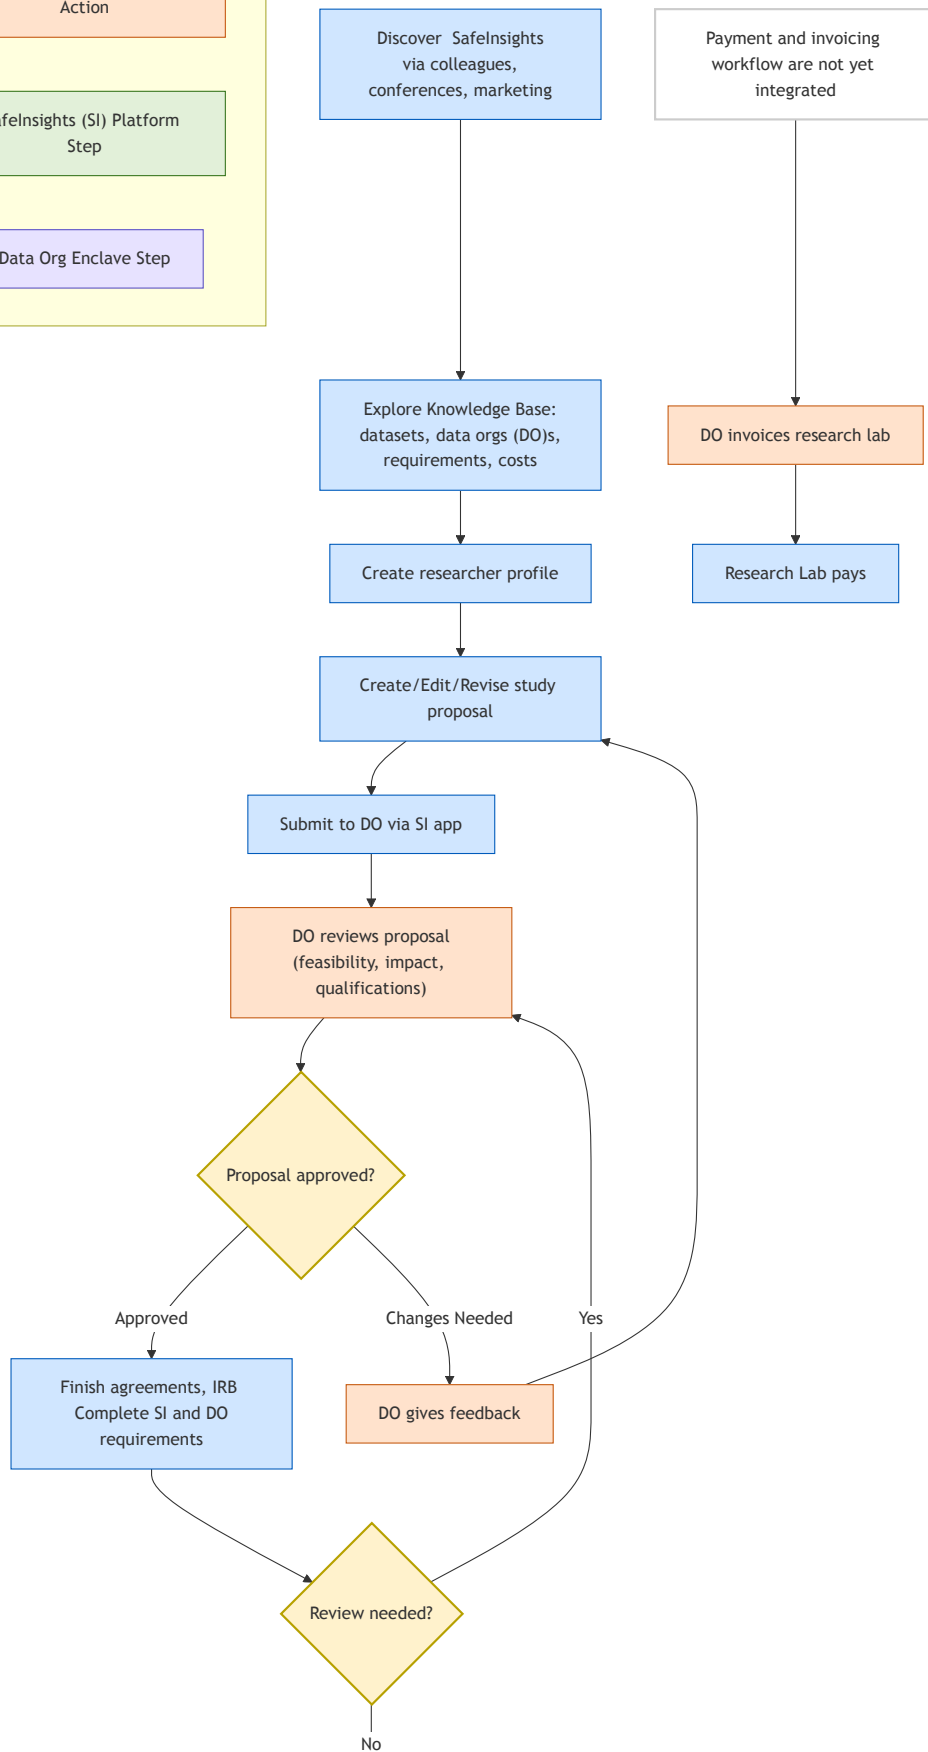 Action
SafeInsights (SI) Platform
Step
Data Org Enclave Step
Discover SafeInsights
via colleagues,
conferences, marketing
Payment and invoicing
workflow are not yet
integrated
Explore Knowledge Base:
datasets, data orgs (DO)s,
requirements, costs
DO invoices research lab
Create researcher profile
Research Lab pays
Create/Edit/Revise study
proposal
Submit to DO via SI app
DO reviews proposal
(feasibility, impact,
qualifications)
Proposal approved?
Approved
Changes Needed
Yes
Finish agreements, IRB
Complete SI and DO
requirements
DO gives feedback
Review needed?
No